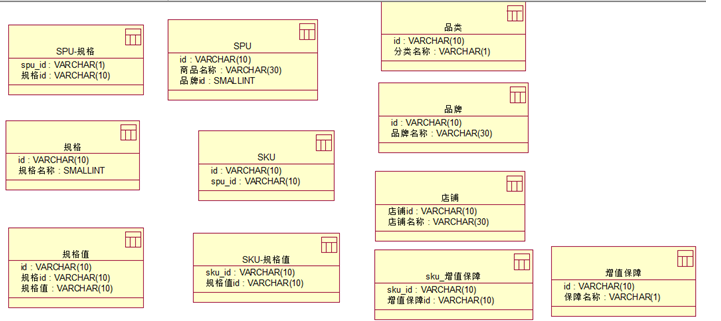 SPU-规格
spu_id : VARCHAR(1)
规格id : VARCHAR(10)
SPU
id : VARCHAR(10)
商品名称 : VARCHAR(30)
品牌id : SMALLINT
品类
id : VARCHAR(10)
分类名称 : VARCHAR(1)
品牌
id : VARCHAR(10)
品牌名称 : VARCHAR(30)
规格
id : VARCHAR(10)
规格名称 : SMALLINT
SKU
id : VARCHAR(10)
spu_id : VARCHAR(10)
店铺
店铺id : VARCHAR(10)
店铺名称 : VARCHAR(30)
规格值
id : VARCHAR(10)
规格id : VARCHAR(10)
规格值 : VARCHAR(10)
SKU-规格值
sku_id : VARCHAR(10)
规格值id : VARCHAR(10)
sku_增值保障
sku_id : VARCHAR(10)
增值保障id : VARCHAR(10)
增值保障
id : VARCHAR(10)
保障名称 : VARCHAR(1)